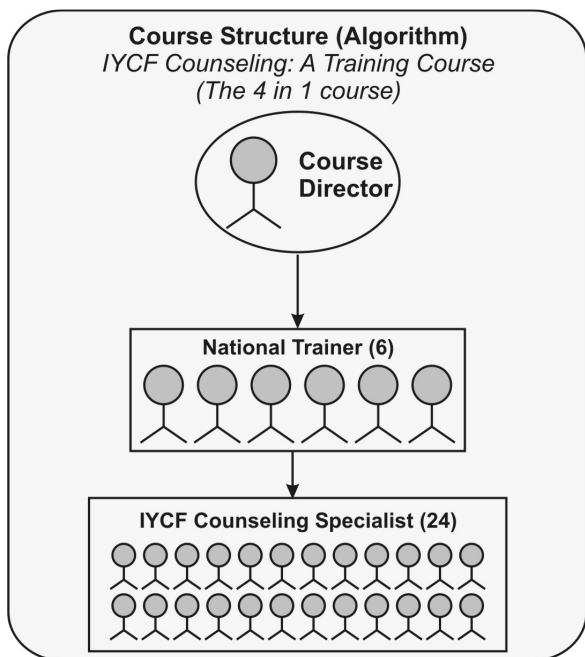 Course Structure (Algorithm)
IYCF Counseling: A Training Course
(The 4 in 1 course)
Course
Director
National Trainer (6)
IYCF Counseling Specialist (24)